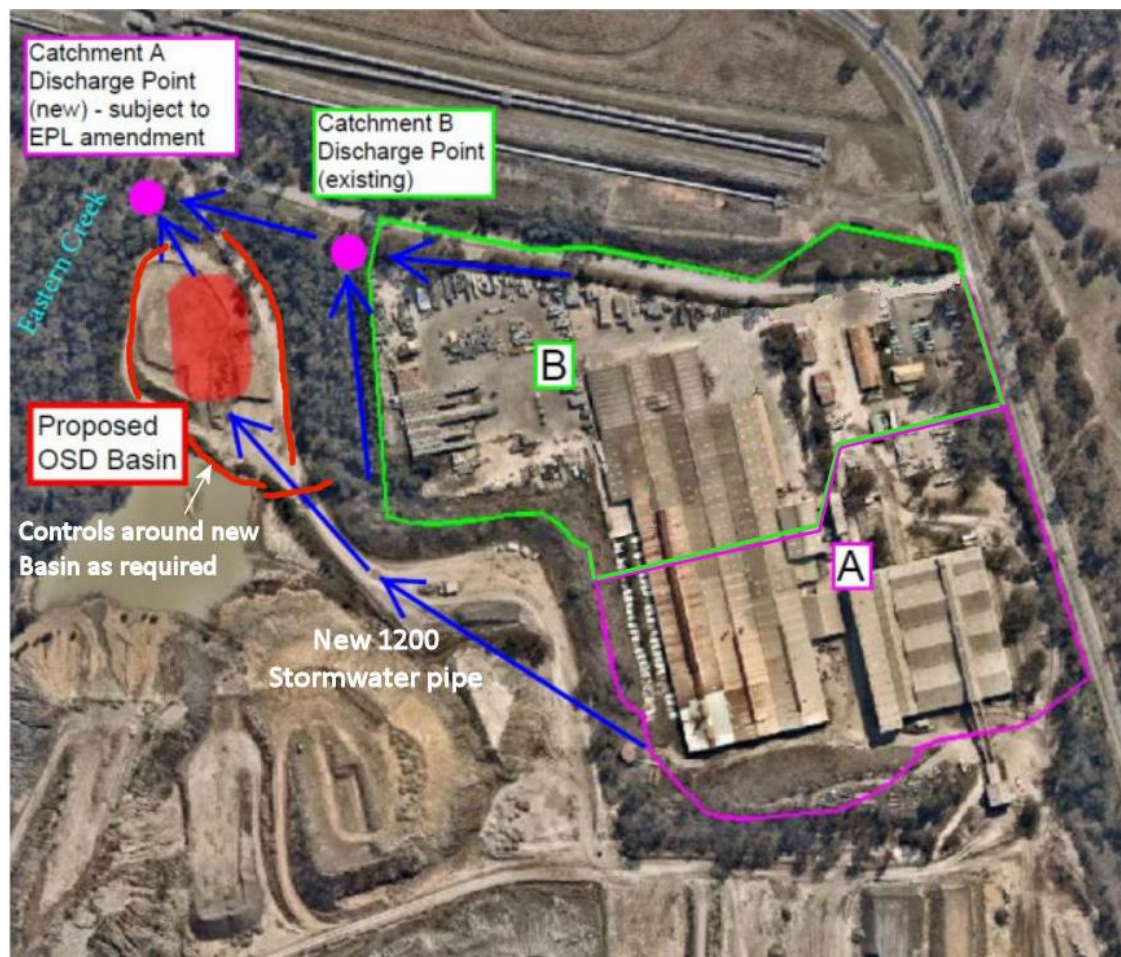 Catchment A
Discharge Point
(new) - subject to
EPL amendment
Catchment B
Discharge Point
(existing)
Eastern Creek
B
Proposed
OSD Basin
Controls around new
Basin as required
A
New 1200
Stormwater pipe